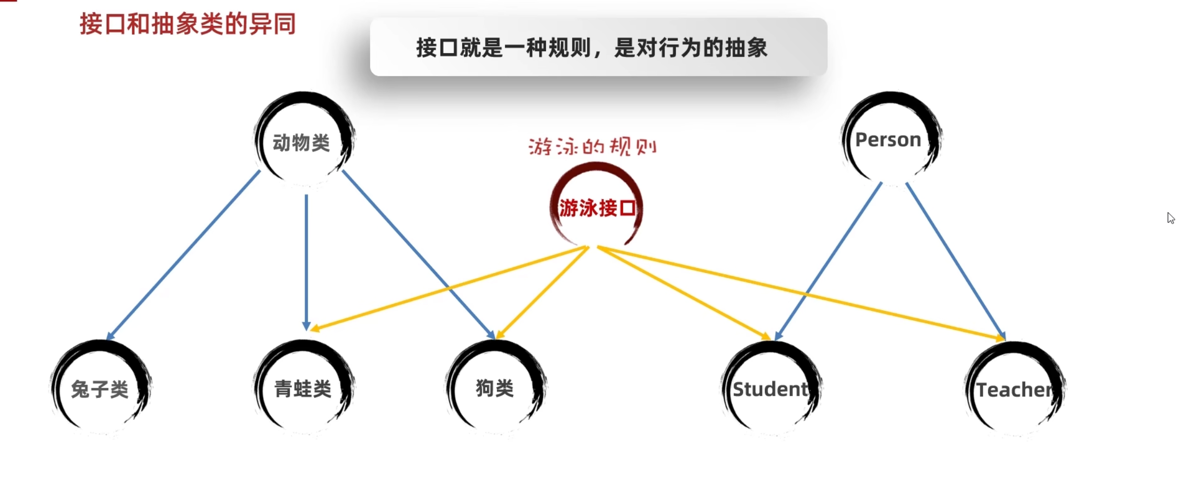 接口和抽象类的异同
接口就是一种规则，是对行为的抽象
动物类
Person
游泳的规则
游泳接口
兔子类
青蛙类
狗类
Student
Teacher